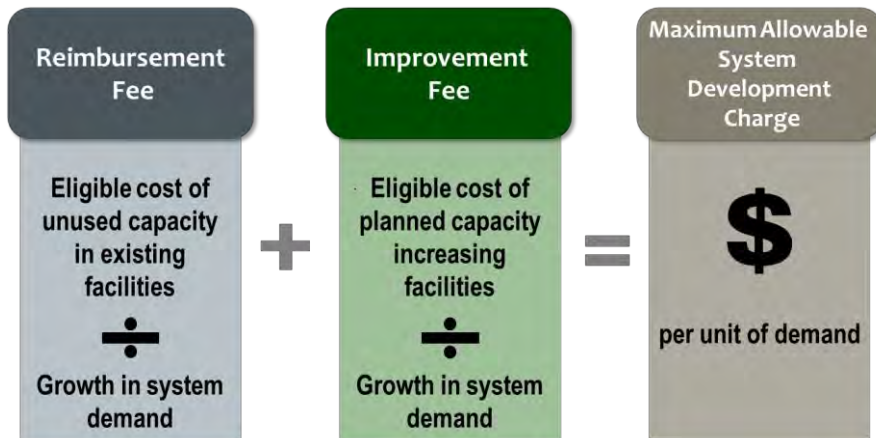 Reimbursement
Fee
Eligible cost of
unused capacity
in existing
facilities
÷
Growth in system
demand
+
Improvement
Fee
Eligible cost of
planned capacity
increasing
facilities
÷
Growth in system
demand
=
Maximum Allowable
System
Development
Charge
$
per unit of demand